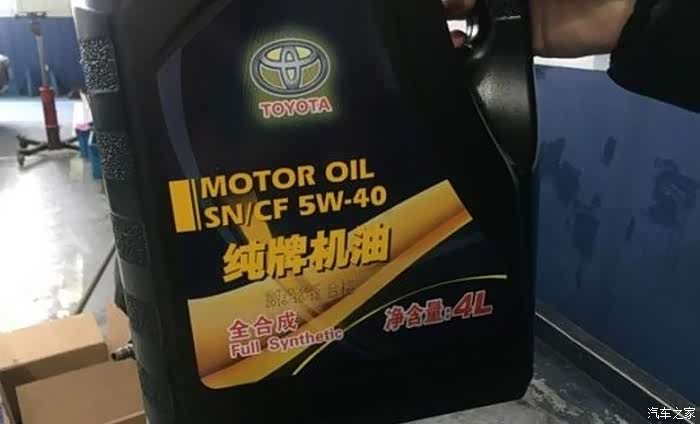 TOYOTA
MOTOR OIL
SN/CF 5W-40
纯牌机油
全合成
Full Synthetic
净含量:4L
汽车之家